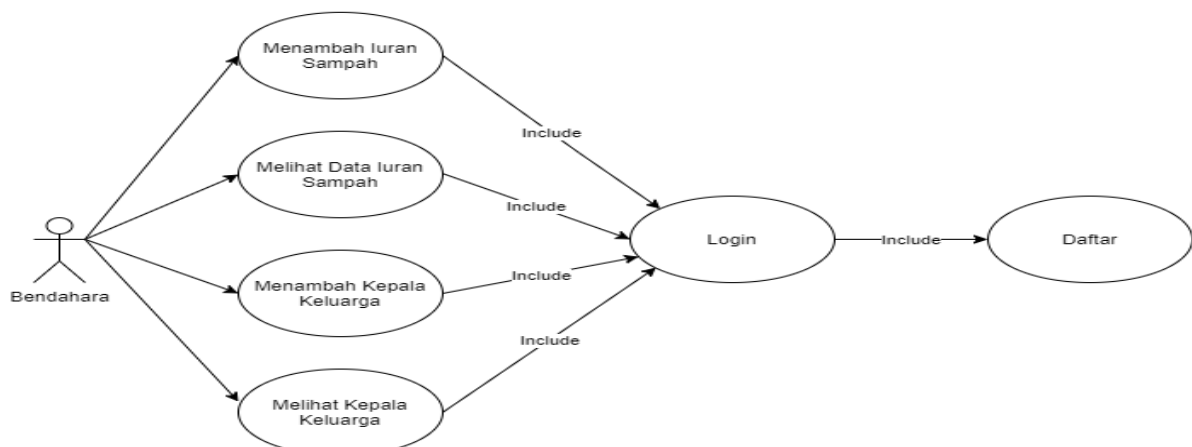 Menambah Iuran
Sampah
Include
Melihat Data Iuran
Sampah
Include
Login
Include
Daftar
Bendahara
Menambah Kepala
Keluarga
Include
Melihat Kepala
Keluarga
Include